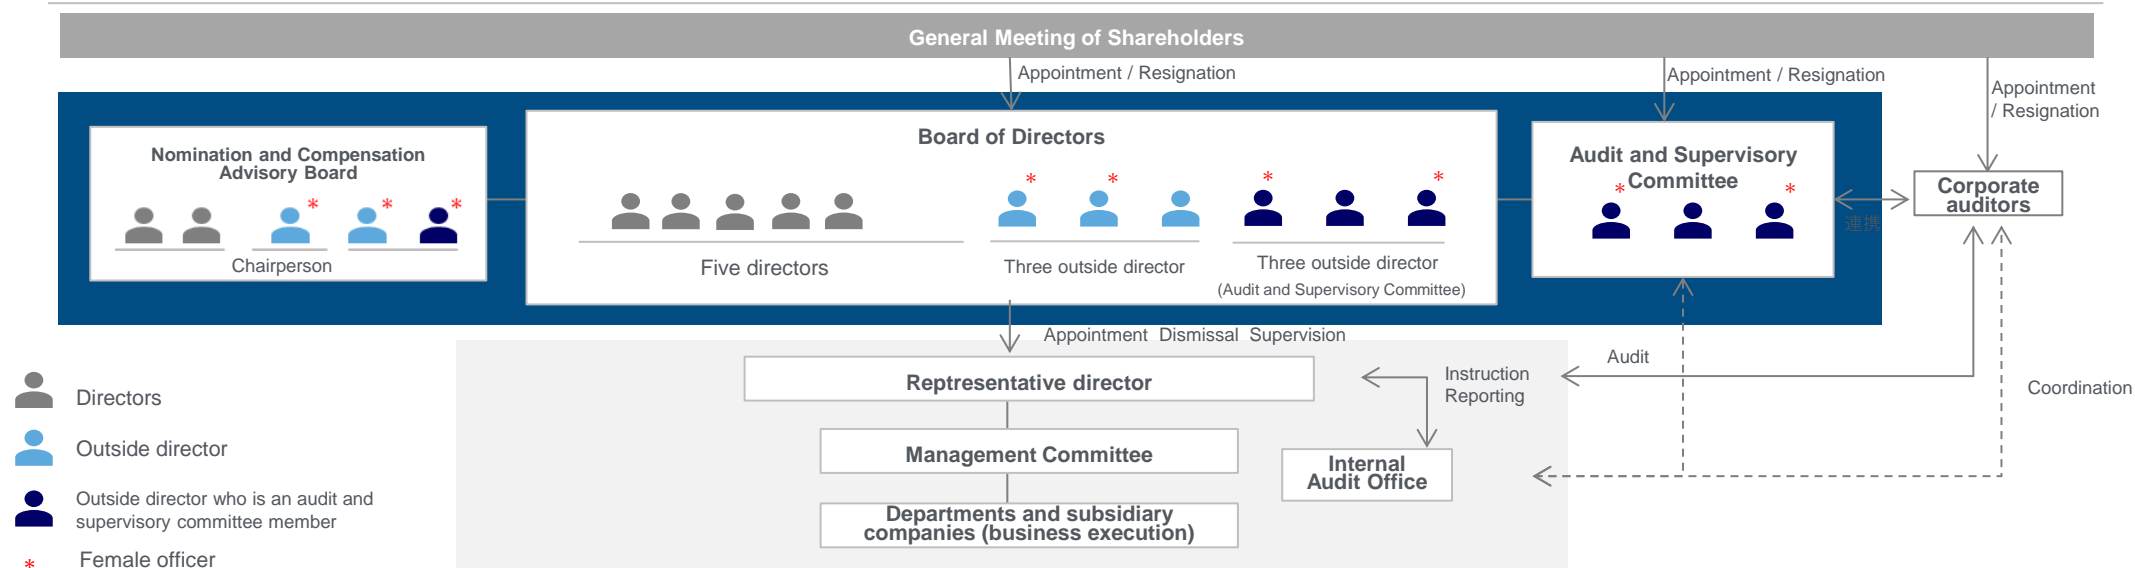 General Meeting of Shareholders
Appointment / Resignation
Appointment / Resignation
Appointment
/ Resignation
Nomination and Compensation
Advisory Board
* * *
Chairperson
Board of Directors
* * * *
Five directors
Three outside director
Three outside director
(Audit and Supervisory Committee)
Audit and Supervisory
Committee
* *
連携
Corporate
auditors
Appointment Dismissal Supervision
Reptresentative director
Management Committee
Departments and subsidiary
companies (business execution)
Instruction
Reporting
Internal
Audit Office
Audit
Coordination
Directors
Outside director
Outside director who is an audit and
supervisory committee member
* Female officer